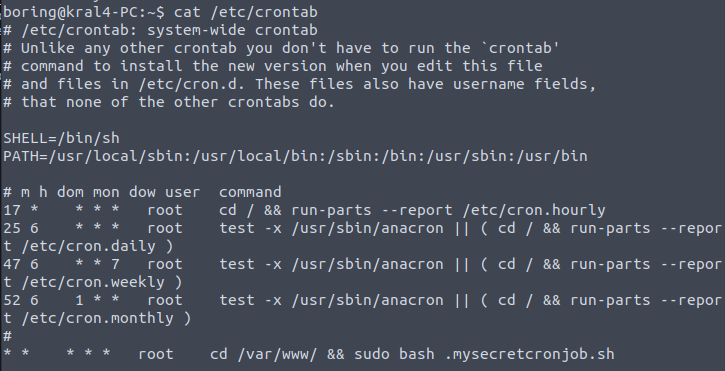 boring@kral4-PC:~$ cat /etc/crontab
# /etc/crontab: system-wide crontab
# Unlike any other crontab you don't have to run the `crontab'
# command to install the new version when you edit this file
# and files in /etc/cron.d. These files also have username fields,
# that none of the other crontabs do.

SHELL=/bin/sh
PATH=/usr/local/sbin:/usr/local/bin:/sbin:/bin:/usr/sbin:/usr/bin

# m h dom mon dow user  command
17 *    * * *   root    cd / && run-parts --report /etc/cron.hourly
25 6    * * *   root    test -x /usr/sbin/anacron || ( cd / && run-parts --repor
t /etc/cron.daily )
47 6    * * 7   root    test -x /usr/sbin/anacron || ( cd / && run-parts --repor
t /etc/cron.weekly )
52 6    1 * *   root    test -x /usr/sbin/anacron || ( cd / && run-parts --repor
t /etc/cron.monthly )
#
* *    * * *   root    cd /var/www/ && sudo bash .mysecretcronjob.sh